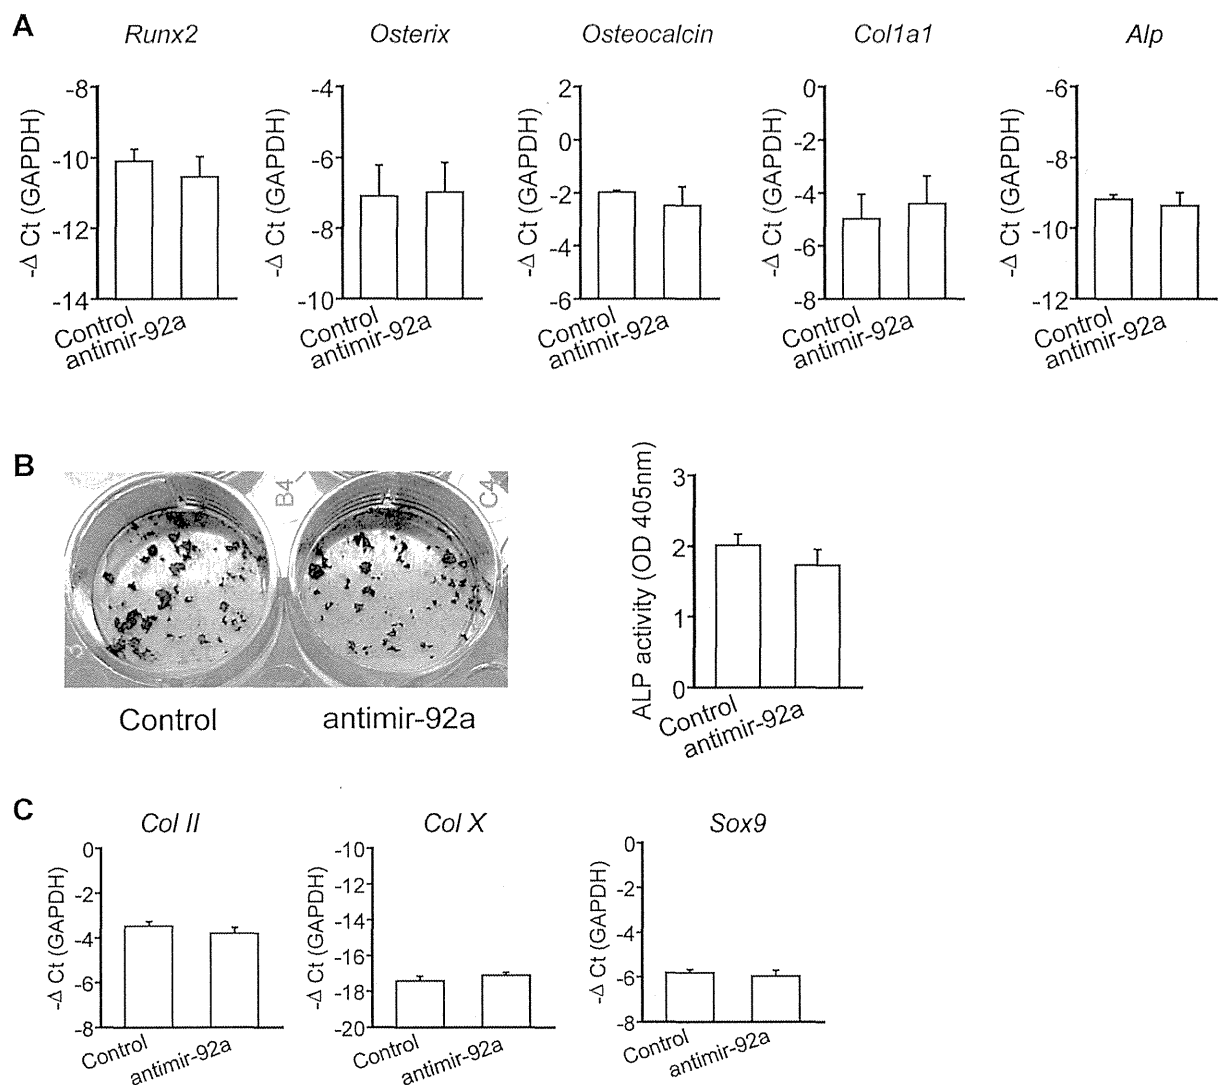 A
Runx2 Osterix Osteocalcin Col1a1 Alp
-Δ Ct (GAPDH)
-8
-10
-12
-14
Control
antimir-92a
-Δ Ct (GAPDH)
-4
-6
-8
-10
Control
antimir-92a
-Δ Ct (GAPDH)
2
0
-2
-4
-6
Control
antimir-92a
-Δ Ct (GAPDH)
0
-2
-4
-6
-8
Control
antimir-92a
-Δ Ct (GAPDH)
-6
-8
-10
-12
Control
antimir-92a
B
B4
C4
Control
antimir-92a
ALP activity (OD 405nm)
3
2
1
0
Control
antimir-92a
C
Col II Col X Sox9
-Δ Ct (GAPDH)
0
-2
-4
-6
-8
Control
antimir-92a
-Δ Ct (GAPDH)
-10
-12
-14
-16
-18
-20
Control
antimir-92a
-Δ Ct (GAPDH)
0
-2
-4
-6
-8
Control
antimir-92a